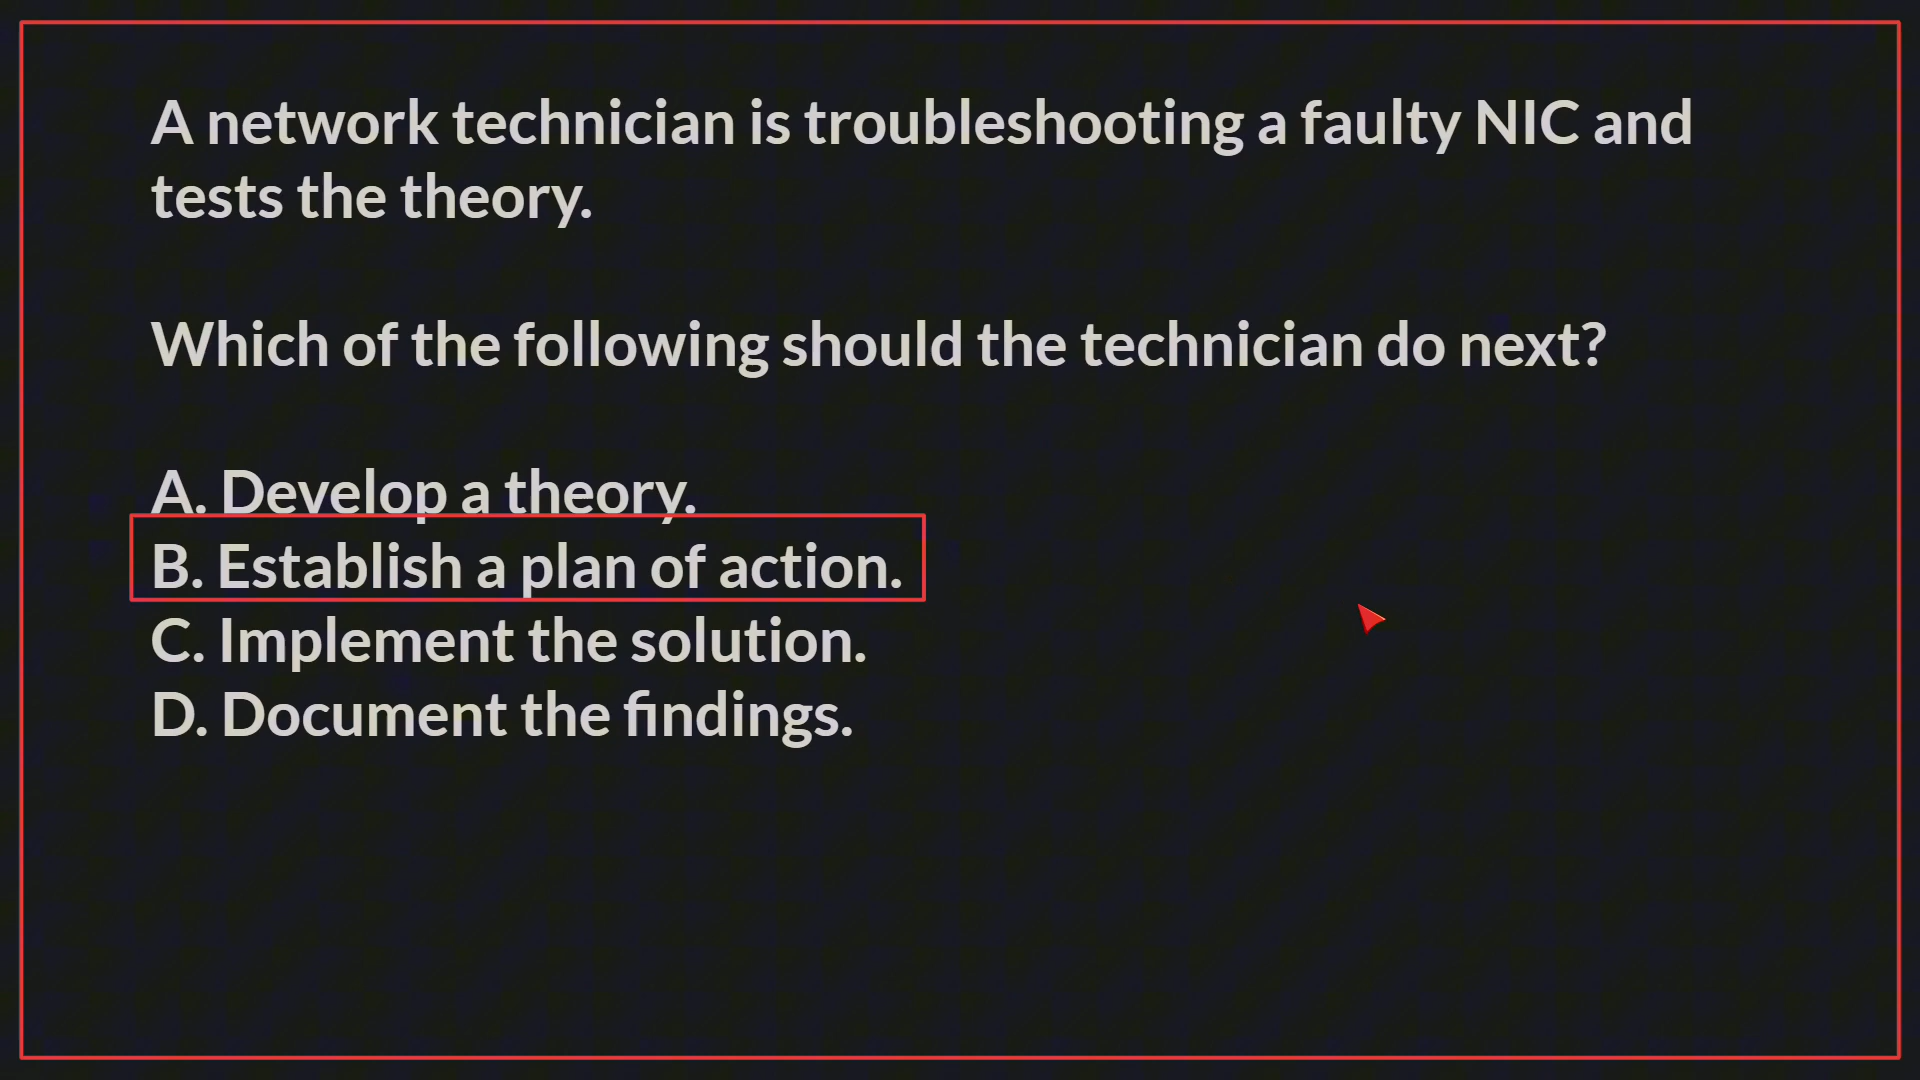 A network technician is troubleshooting a faulty NIC and
tests the theory.
Which of the following should the technician do next?
A. Develop a theory.
B. Establish a plan of action.
C. Implement the solution.
D. Document the findings.